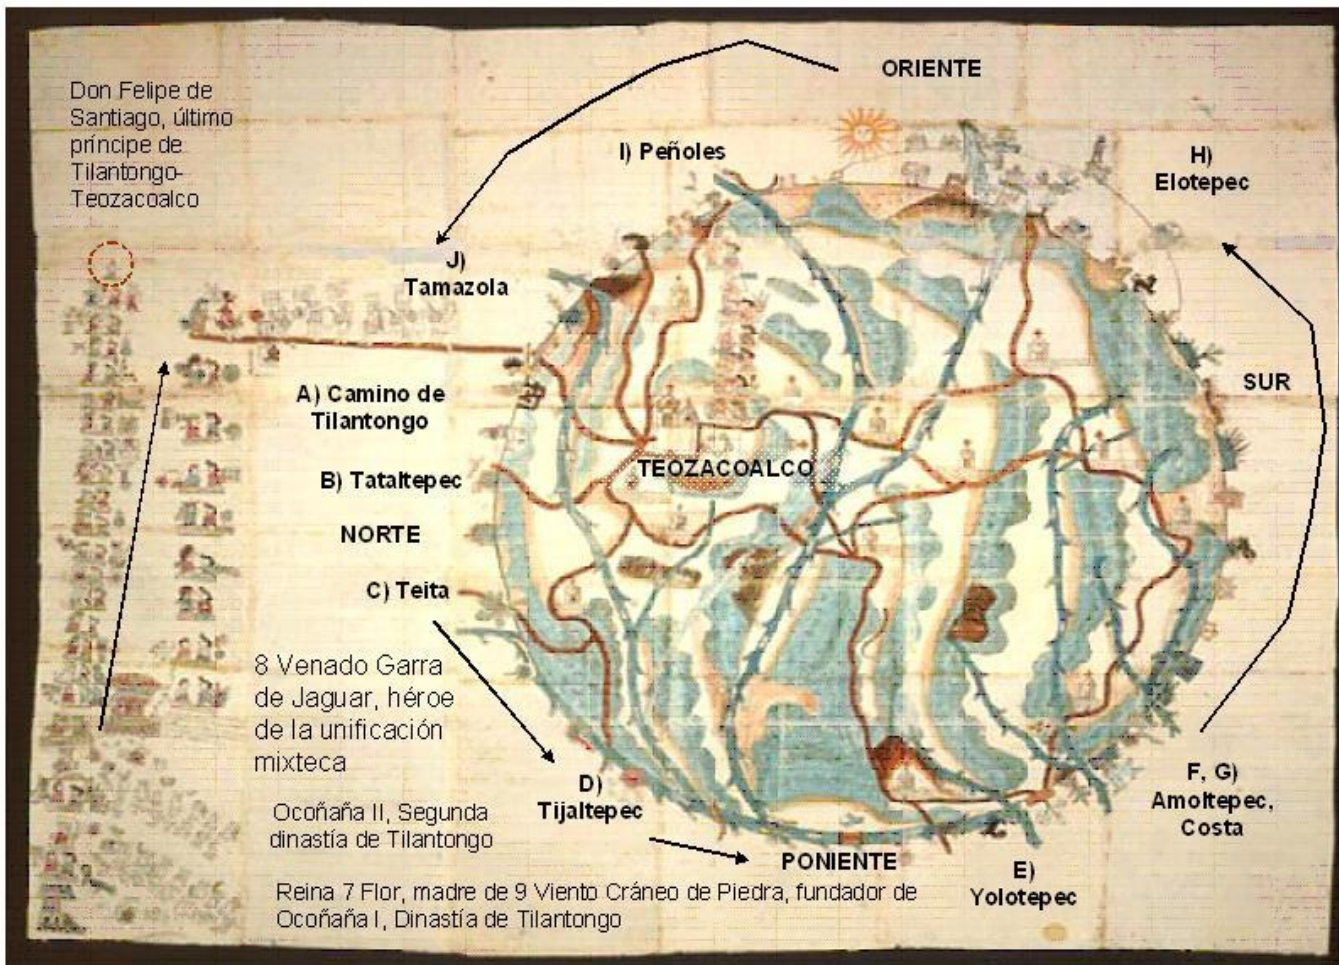 ORIENTE
Don Felipe de
Santiago, último
príncipe de
Tilantongo-
Teozacoalco
I) Peñoles
H)
Elotepec
J)
Tamazola
SUR
A) Camino de
Tilantongo
B) Tataltepec
TEOZACOALCO
NORTE
C) Teita
8 Venado Garra
de Jaguar, héroe
de la unificación
mixteca
D)
Tijaltepec
F, G)
Amoltepec,
Costa
Ocoñaña II, Segunda
dinastía de Tilantongo
PONIENTE
E)
Yolotepec
Reina 7 Flor, madre de 9 Viento Cráneo de Piedra, fundador de
Ocoñaña I, Dinastía de Tilantongo